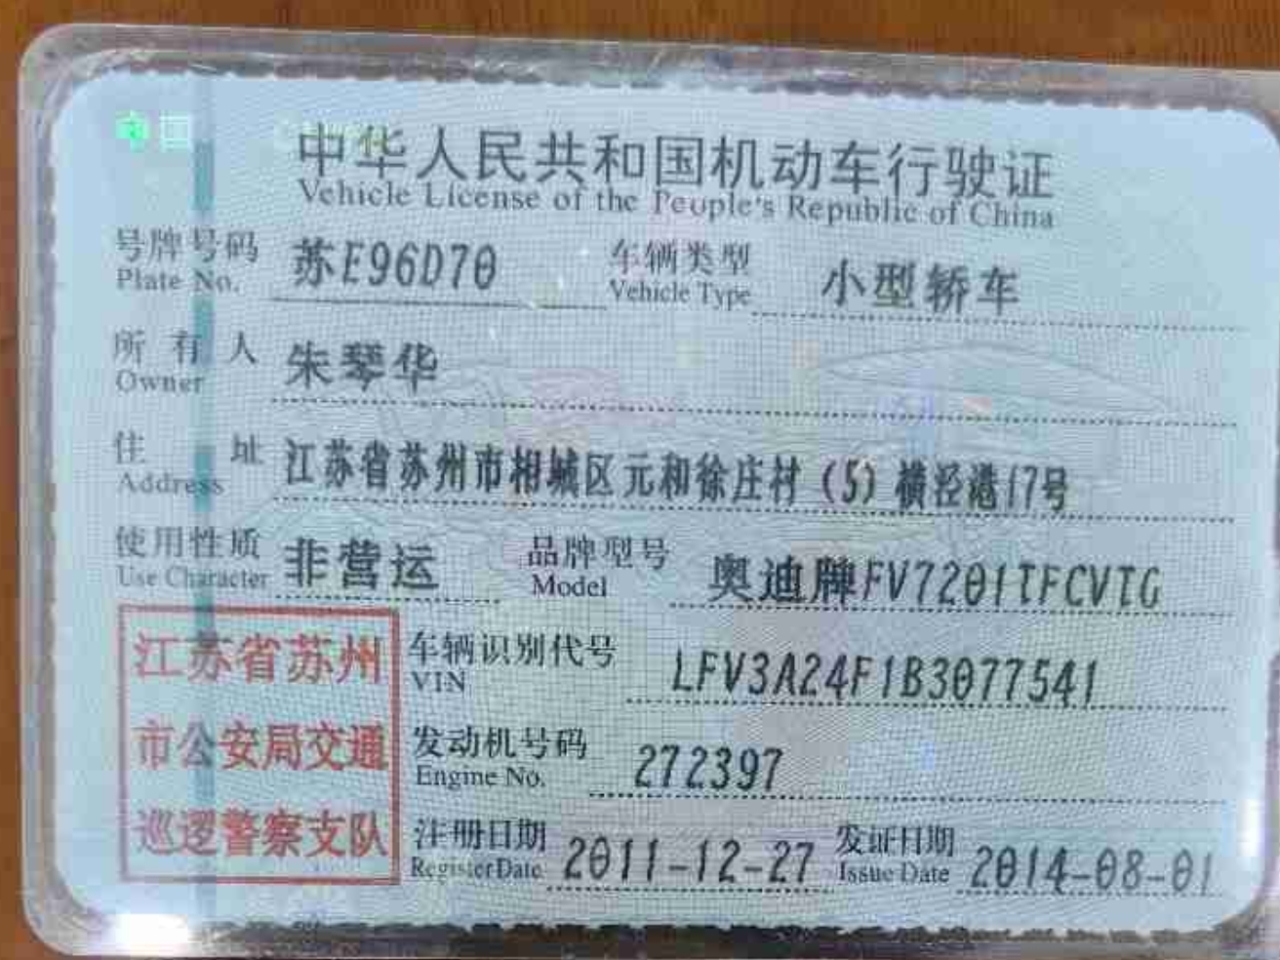 中国
中华人民共和国机动车行驶证
Vehicle License of the People's Republic of China
号牌号码 苏E96D70 车辆类型 小型轿车
Plate No. Vehicle Type
所有人 朱琴华
Owner
住址 江苏省苏州市相城区元和徐庄村（5）横泾港17号
Address
使用性质 非营运 品牌型号 奥迪牌FV7201TFCVTG
Use Character Model
江苏省苏州
市公安局交通
巡逻警察支队
车辆识别代号 LFV3A24F1B3077541
VIN
发动机号码 272397
Engine No.
注册日期 2011-12-27 发证日期 2014-08-01
Register Date Issue Date